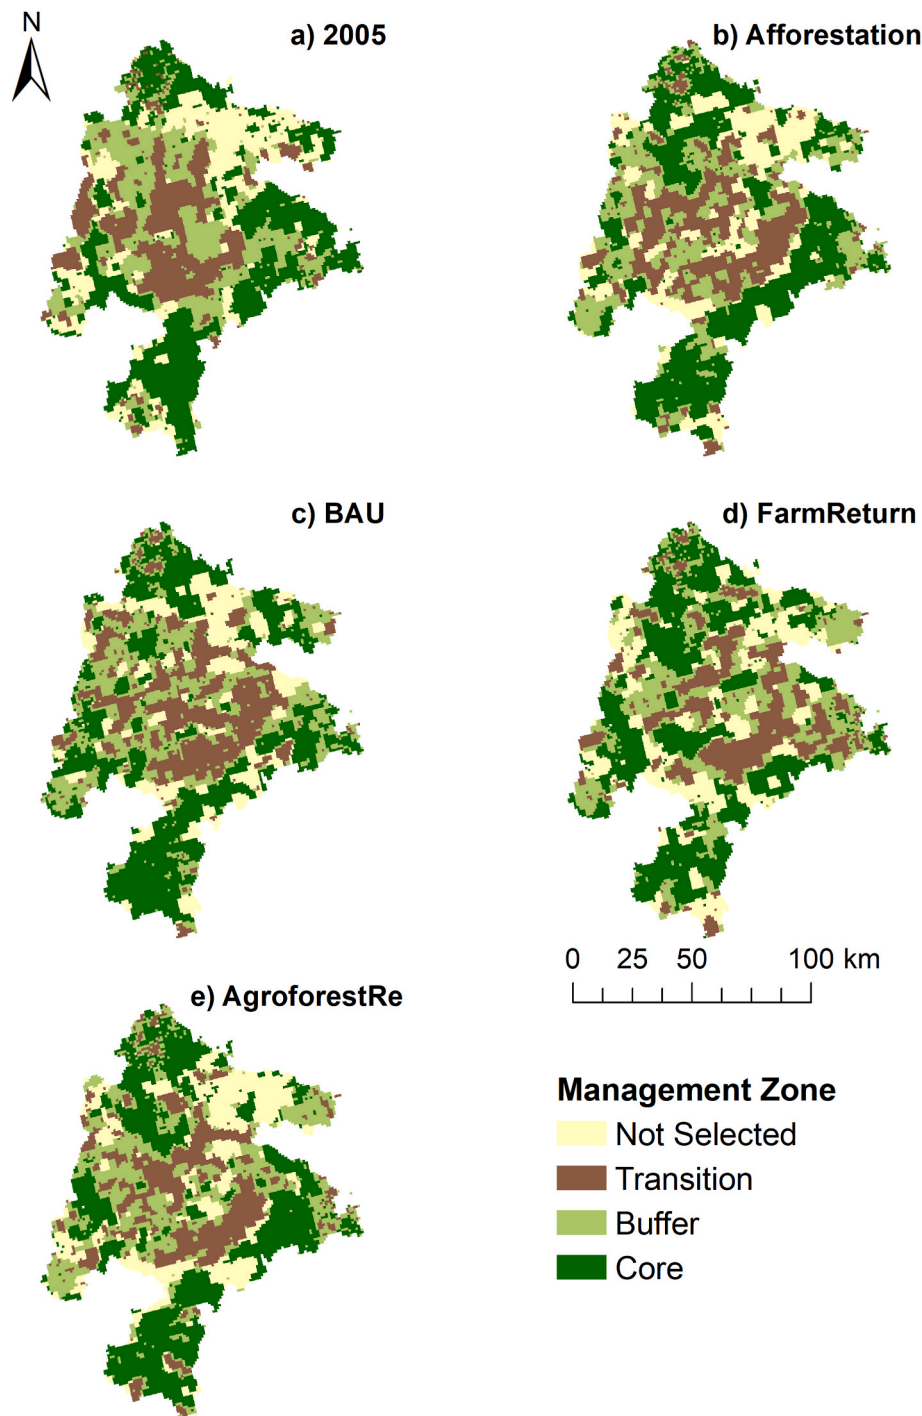 N
a) 2005
b) Afforestation
c) BAU
d) FarmReturn
0 25 50 100 km
e) AgroforestRe
Management Zone
Not Selected
Transition
Buffer
Core